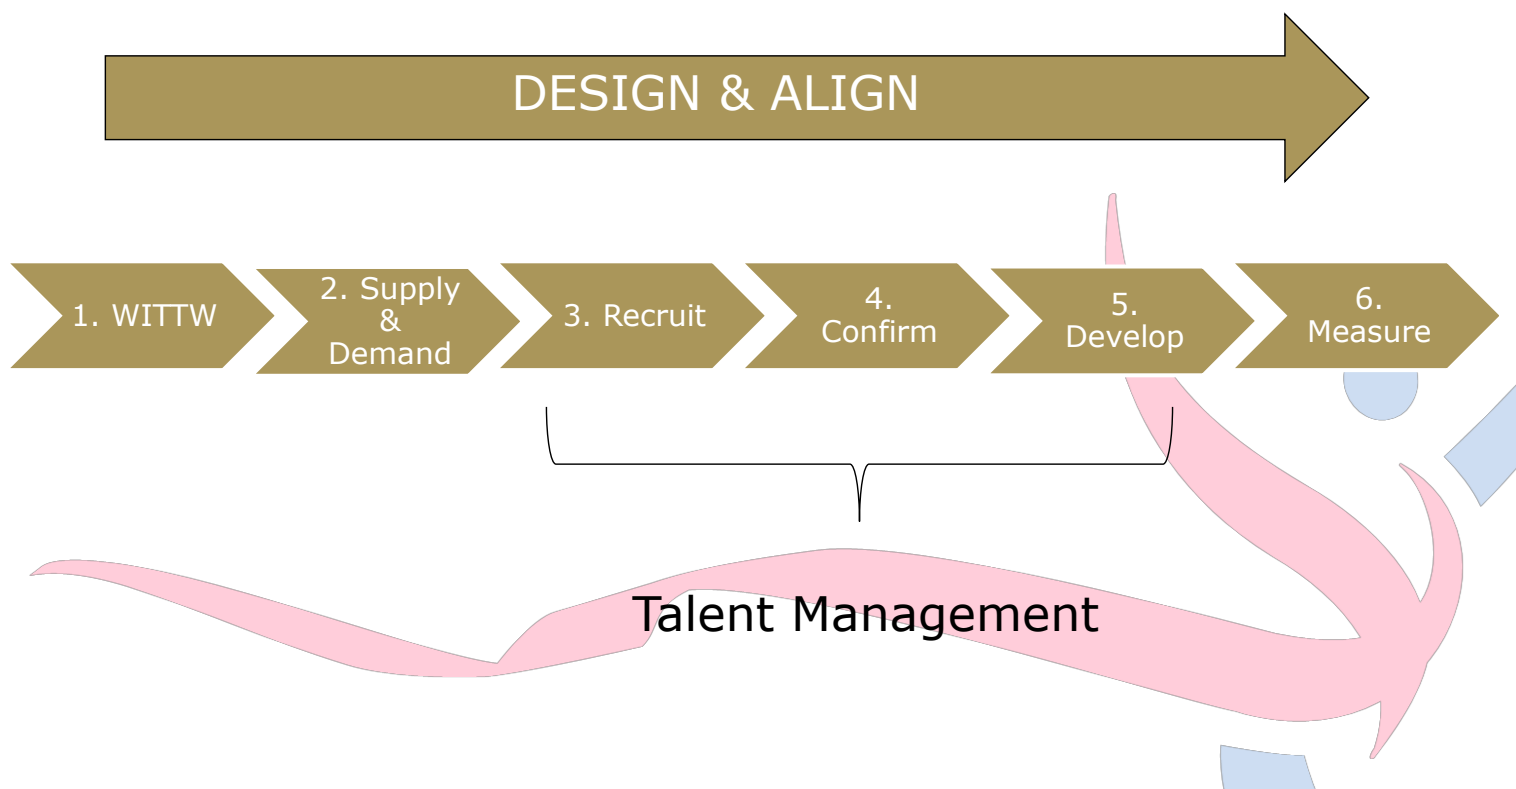 DESIGN & ALIGN
1. WITTW
2. Supply
&
Demand
3. Recruit
4.
Confirm
5.
Develop
6.
Measure
Talent Management